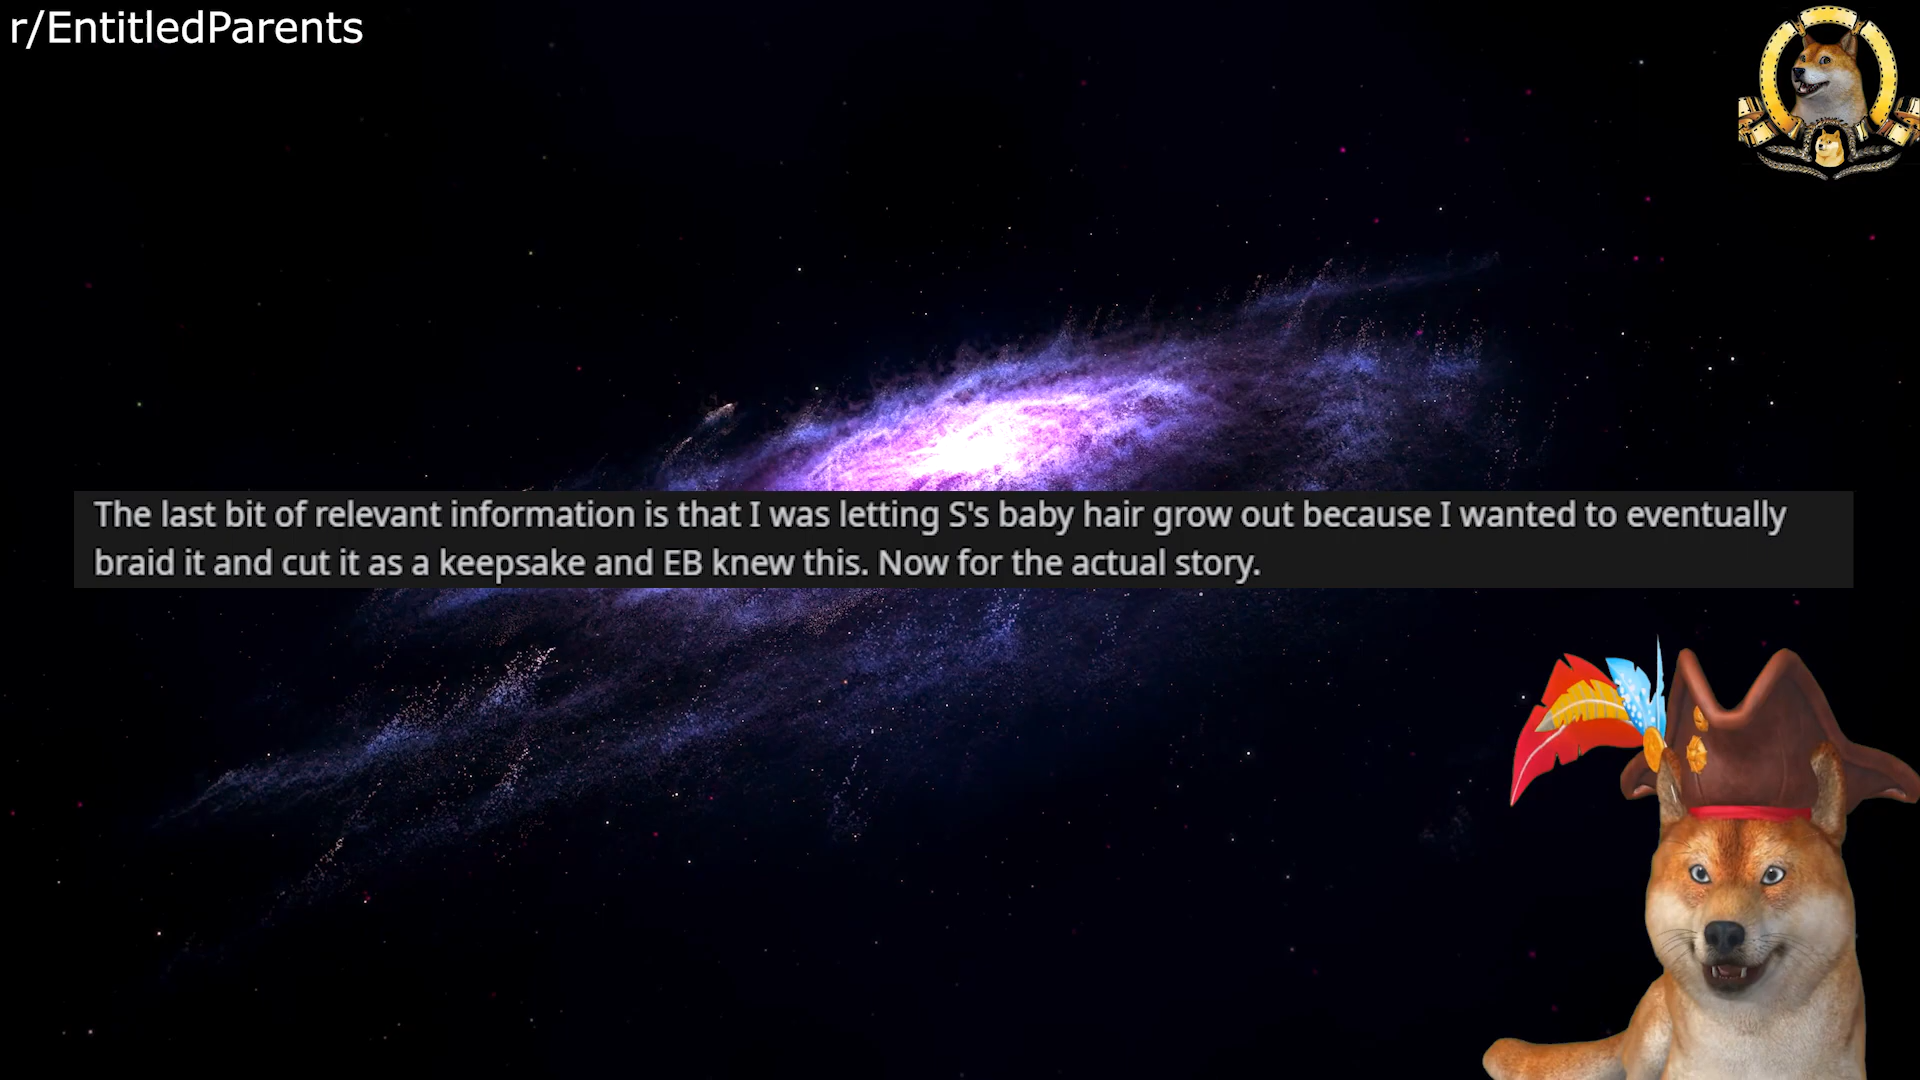 r/EntitledParents
The last bit of relevant information is that I was letting S's baby hair grow out because I wanted to eventually
braid it and cut it as a keepsake and EB knew this. Now for the actual story.